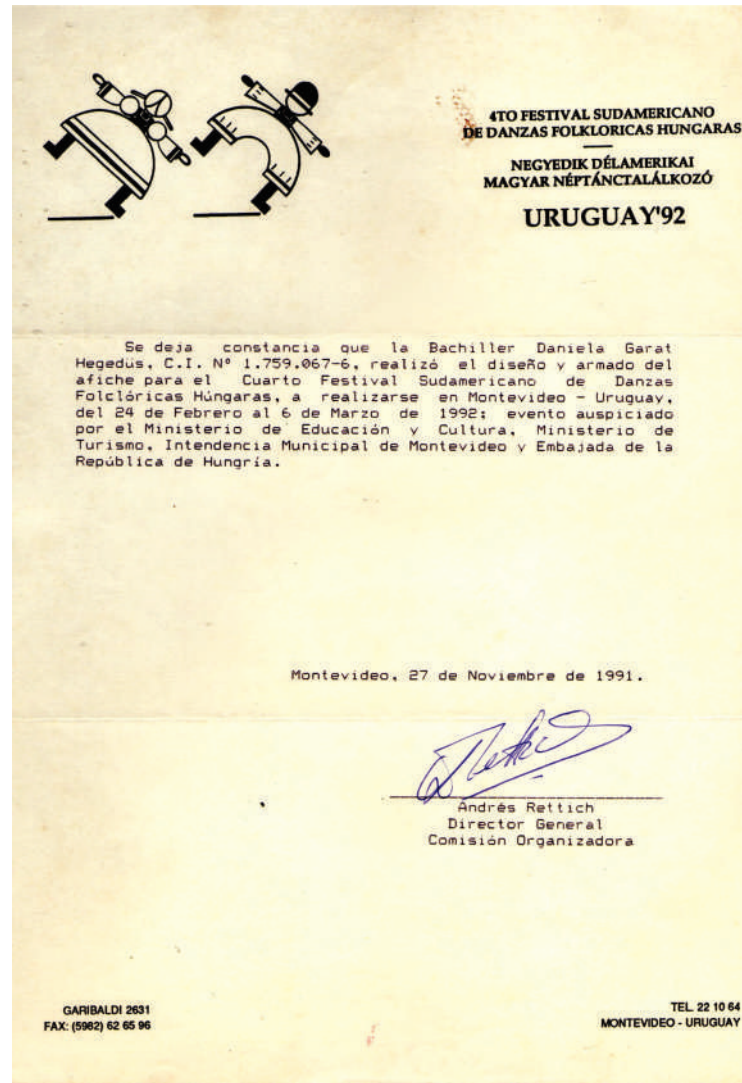 4TO FESTIVAL SUDAMERICANO
DE DANZAS FOLKLORICAS HUNGARAS
NEGYEDIK DÉLAMERIKAI
MAGYAR NÉPTÁNCTALÁLKOZÓ
URUGUAY'92
Se deja constancia que la Bachiller Daniela Garat
Hegedüs, C.I. Nº 1.759.067-6, realizó el diseño y armado del
afiche para el Cuarto Festival Sudamericano de Danzas
Folclóricas Húngaras, a realizarse en Montevideo - Uruguay,
del 24 de Febrero al 6 de Marzo de 1992; evento auspiciado
por el Ministerio de Educación y Cultura, Ministerio de
Turismo, Intendencia Municipal de Montevideo y Embajada de la
República de Hungría.
Montevideo, 27 de Noviembre de 1991.
Andrés Rettich
Director General
Comisión Organizadora
GARIBALDI 2631
FAX: (5982) 62 65 96
TEL. 22 10 64
MONTEVIDEO - URUGUAY